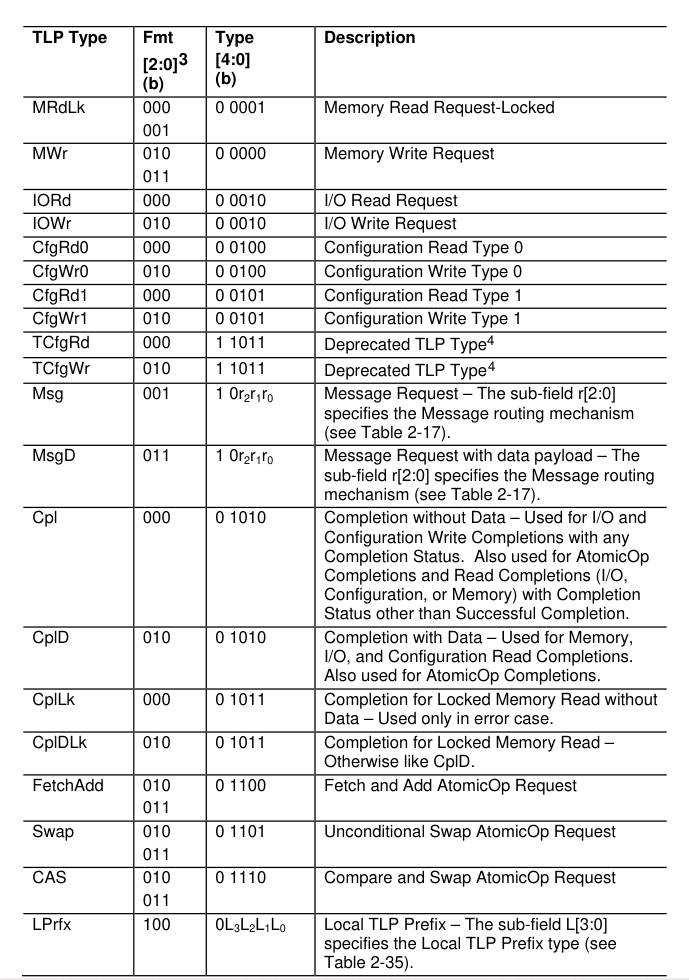 TLP Type Fmt [2:0]3 (b) Type [4:0] (b) Description
MRdLk 000 0 0001 Memory Read Request-Locked
001
MWr 010 0 0000 Memory Write Request
011
IORd 000 0 0010 I/O Read Request
IOWr 010 0 0010 I/O Write Request
CfgRd0 000 0 0100 Configuration Read Type 0
CfgWr0 010 0 0100 Configuration Write Type 0
CfgRd1 000 0 0101 Configuration Read Type 1
CfgWr1 010 0 0101 Configuration Write Type 1
TCfgRd 000 1 1011 Deprecated TLP Type4
TCfgWr 010 1 1011 Deprecated TLP Type4
Msg 001 1 0r2r1r0 Message Request – The sub-field r[2:0]
specifies the Message routing mechanism
(see Table 2-17).
MsgD 011 1 0r2r1r0 Message Request with data payload – The
sub-field r[2:0] specifies the Message routing
mechanism (see Table 2-17).
Cpl 000 0 1010 Completion without Data – Used for I/O and
Configuration Write Completions with any
Completion Status. Also used for AtomicOp
Completions and Read Completions (I/O,
Configuration, or Memory) with Completion
Status other than Successful Completion.
CplD 010 0 1010 Completion with Data – Used for Memory,
I/O, and Configuration Read Completions.
Also used for AtomicOp Completions.
CplLk 000 0 1011 Completion for Locked Memory Read without
Data – Used only in error case.
CplDLk 010 0 1011 Completion for Locked Memory Read –
Otherwise like CplD.
FetchAdd 010 0 1100 Fetch and Add AtomicOp Request
011
Swap 010 0 1101 Unconditional Swap AtomicOp Request
011
CAS 010 0 1110 Compare and Swap AtomicOp Request
011
LPrfx 100 0L3L2L1L0 Local TLP Prefix – The sub-field L[3:0]
specifies the Local TLP Prefix type (see
Table 2-35).